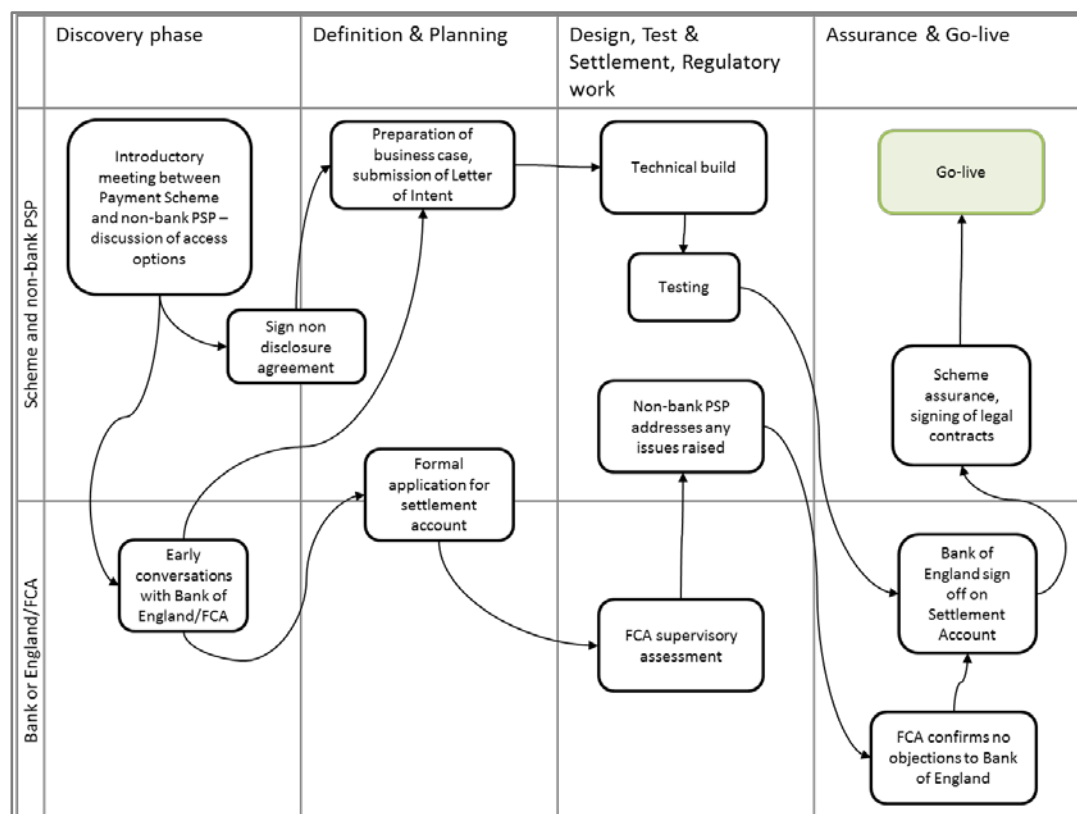 Discovery phase
Definition & Planning
Design, Test &
Settlement, Regulatory
work
Assurance & Go-live
Scheme and non-bank PSP
Introductory
meeting between
Payment Scheme
and non-bank PSP –
discussion of access
options
Sign non
disclosure
agreement
Preparation of
business case,
submission of Letter
of Intent
Technical build
Testing
Go-live
Scheme
assurance,
signing of legal
contracts
Non-bank PSP
addresses any
issues raised
Formal
application for
settlement
account
Bank or England/FCA
Early
conversations
with Bank of
England/FCA
FCA supervisory
assessment
Bank of
England sign
off on
Settlement
Account
FCA confirms no
objections to Bank
of England